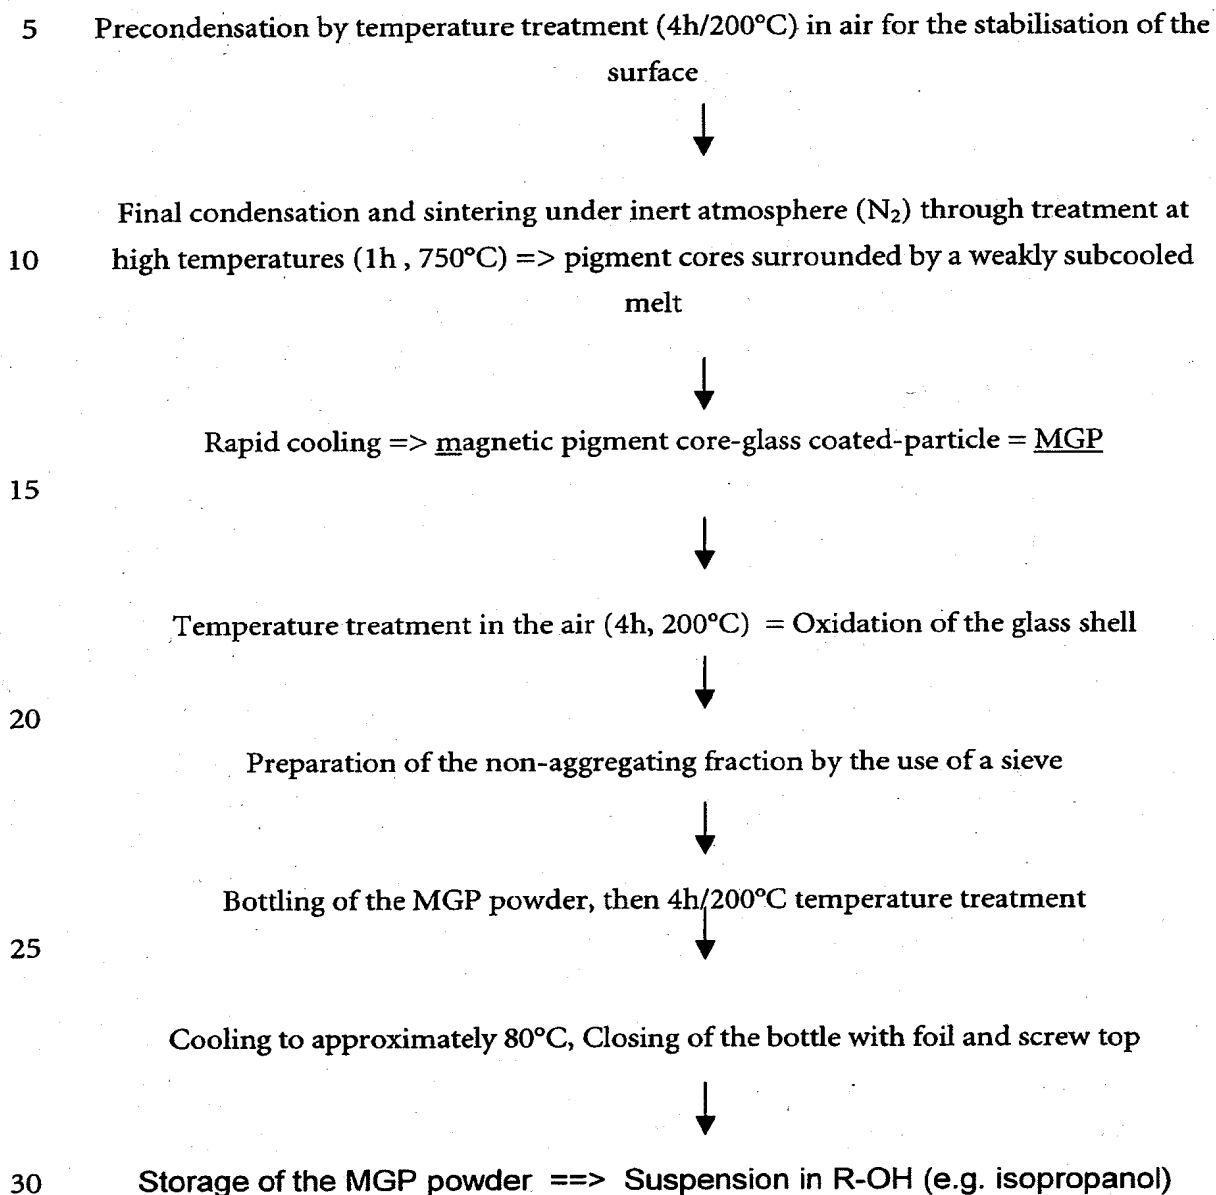 5 Precondensation by temperature treatment (4h/200°C) in air for the stabilisation of the
surface
Final condensation and sintering under inert atmosphere (N₂) through treatment at
10 high temperatures (1h , 750°C) => pigment cores surrounded by a weakly subcooled
melt
Rapid cooling => magnetic pigment core-glass coated-particle = MGP
15
Temperature treatment in the air (4h, 200°C) = Oxidation of the glass shell
20
Preparation of the non-aggregating fraction by the use of a sieve
Bottling of the MGP powder, then 4h/200°C temperature treatment
25
Cooling to approximately 80°C, Closing of the bottle with foil and screw top
30 Storage of the MGP powder ==> Suspension in R-OH (e.g. isopropanol)